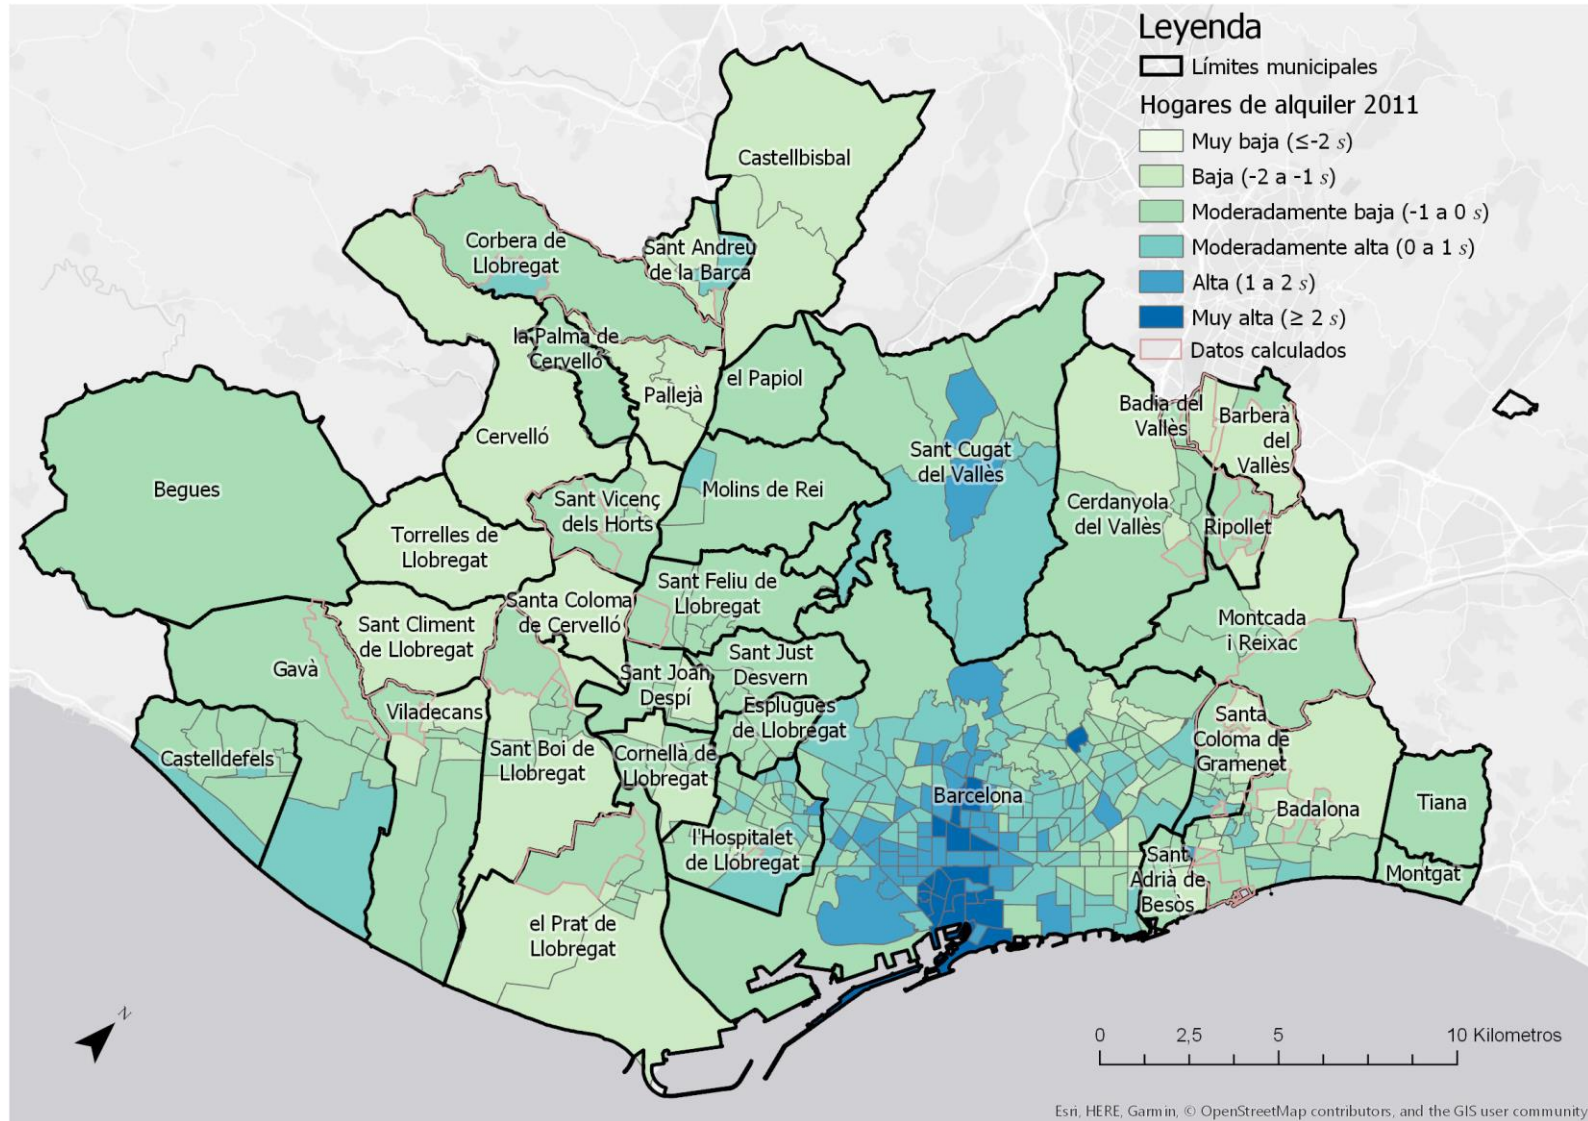 Leyenda
Límites municipales
Hogares de alquiler 2011
Muy baja (≤-2 s)
Baja (-2 a -1 s)
Moderadamente baja (-1 a 0 s)
Moderadamente alta (0 a 1 s)
Alta (1 a 2 s)
Muy alta (≥ 2 s)
Datos calculados
Castellbisbal
Corbera de
Llobregat
Sant Andreu
de la Barca
la Palma de
Cervelló
Pallejà
el Papiol
Badia del
Vallès
Barberà
del
Vallès
Cervelló
Sant Cugat
del Vallès
Begues
Sant Vicenç
dels Horts
Molins de Rei
Cerdanyola
del Vallès
Ripollet
Torrelles de
Llobregat
Sant Feliu de
Llobregat
Santa Coloma
de Cervelló
Sant Climent
de Llobregat
Montcada
i Reixac
Gavà
Sant Just
Desvern
Sant Joan
Despí
Viladecans
Esplugues
de Llobregat
Santa
Coloma de
Gramenet
Castelldefels
Sant Boi de
Llobregat
Cornellà de
Llobregat
Barcelona
Badalona
Tiana
l'Hospitalet
de Llobregat
Sant
Adrià de
Besòs
Montgat
el Prat de
Llobregat
N
0 2,5 5 10 Kilometros
Esri, HERE, Garmin, © OpenStreetMap contributors, and the GIS user community